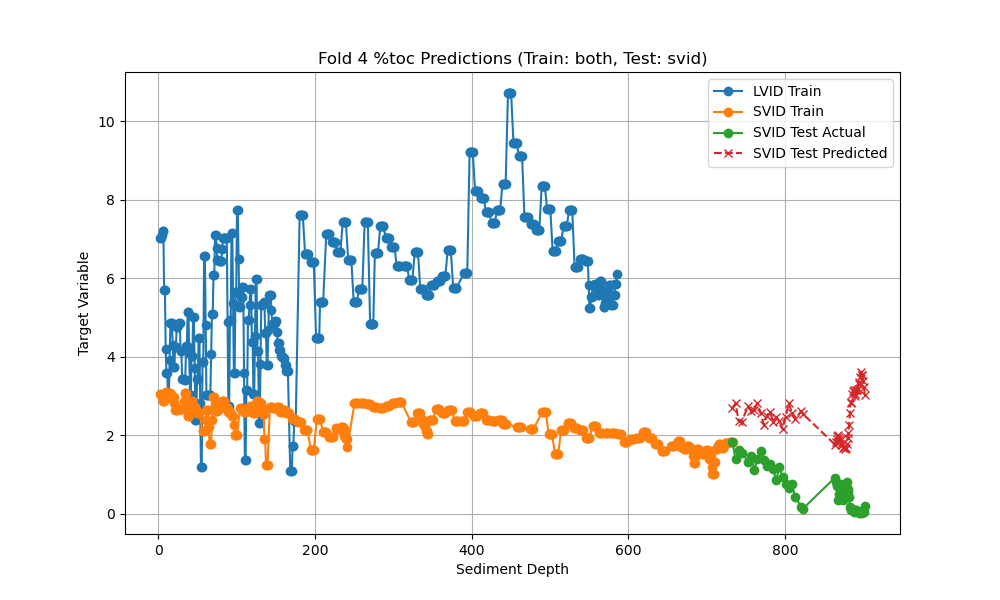 Fold 4 %toc Predictions (Train: both, Test: svid)
LVID Train
SVID Train
SVID Test Actual
SVID Test Predicted
Target Variable
10
8
6
4
2
0
0 200 400 600 800
Sediment Depth